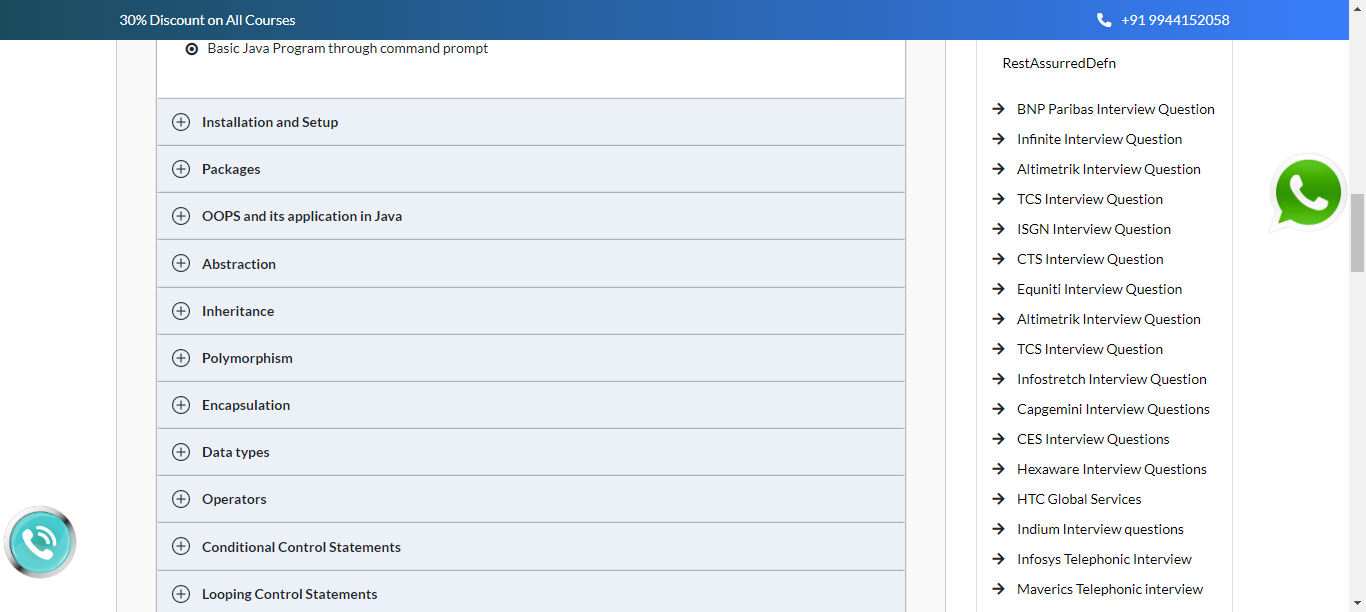 30% Discount on All Courses
+91 9944152058
Basic Java Program through command prompt
Installation and Setup
Packages
OOPS and its application in Java
Abstraction
Inheritance
Polymorphism
Encapsulation
Data types
Operators
Conditional Control Statements
Looping Control Statements
RestAssurredDefn
BNP Paribas Interview Question
Infinite Interview Question
Altimetrik Interview Question
TCS Interview Question
ISGN Interview Question
CTS Interview Question
Equniti Interview Question
Altimetrik Interview Question
TCS Interview Question
Infostretch Interview Question
Capgemini Interview Questions
CES Interview Questions
Hexaware Interview Questions
HTC Global Services
Indium Interview questions
Infosys Telephonic Interview
Maverics Telephonic interview